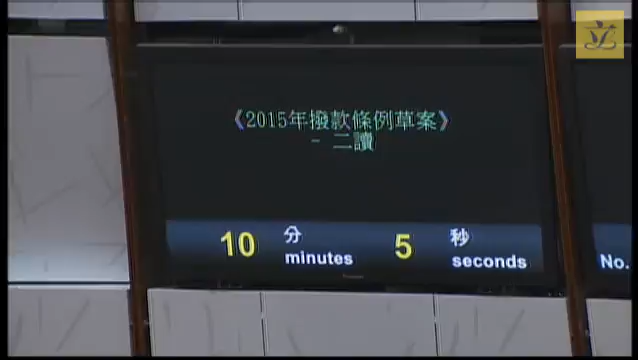 立
《2015年撥款條例草案》
- 二讀
10 分 minutes 5 秒 seconds
No.